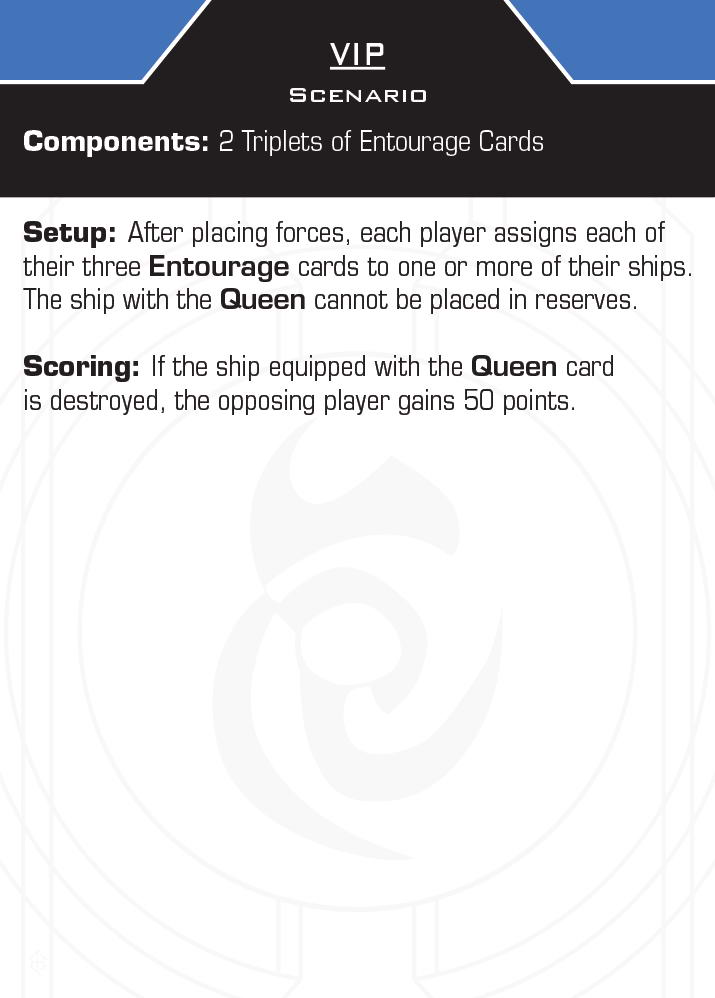 VIP
SCENARIO
Components: 2 Triplets of Entourage Cards
Setup: After placing forces, each player assigns each of
their three Entourage cards to one or more of their ships.
The ship with the Queen cannot be placed in reserves.
Scoring: If the ship equipped with the Queen card
is destroyed, the opposing player gains 50 points.